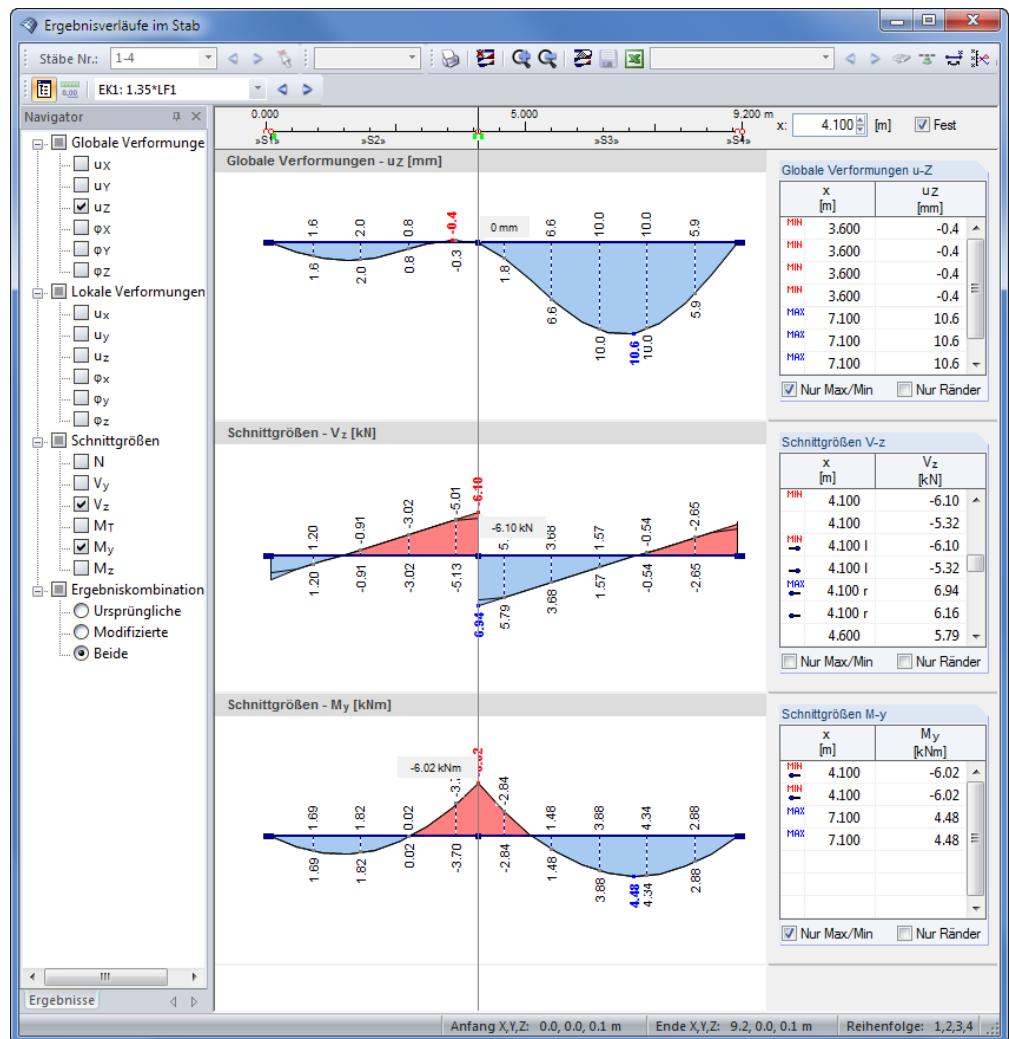 Ergebnisverläufe im Stab
Stäbe Nr.: 1-4
EK1: 1.35*LF1
Navigator
Globale Verformunge
uX
uY
uZ
φX
φY
φZ
Lokale Verformungen
ux
uy
uz
φx
φy
φz
Schnittgrößen
N
Vy
Vz
MT
My
Mz
Ergebniskombination
Ursprüngliche
Modifizierte
Beide
Ergebnisse
0.000 5.000 9.200 m
»S1» »S2» »S3» »S4»
x: 4.100 [m] Fest
Globale Verformungen - uZ [mm]
1.6 2.0 0.8 -0.4 0 mm 6.6 10.0 10.0 5.9
1.6 2.0 0.8 -0.3 1.8 6.6 10.0 10.6 10.0 5.9
Globale Verformungen u-Z
x [m] uZ [mm]
MIN 3.600 -0.4
MIN 3.600 -0.4
MIN 3.600 -0.4
MIN 3.600 -0.4
MAX 7.100 10.6
MAX 7.100 10.6
MAX 7.100 10.6
Nur Max/Min Nur Ränder
Schnittgrößen - Vz [kN]
1.20 -0.91 -3.02 -5.01 -6.10 -6.10 kN 5. 3.68 1.57 -0.54 -2.65
1.20 -0.91 -3.02 -5.13 6.94 5.79 3.68 1.57 -0.54 -2.65
Schnittgrößen V-z
x [m] Vz [kN]
MIN 4.100 -6.10
4.100 -5.32
MIN 4.100 l -6.10
4.100 l -5.32
MAX 4.100 r 6.94
4.100 r 6.16
4.600 5.79
Nur Max/Min Nur Ränder
Schnittgrößen - My [kNm]
1.69 1.82 0.02 -6.02 kNm -2.84 1.48 3.88 4.34 2.88
1.69 1.82 0.02 -3.70 -2.84 1.48 3.88 4.48 4.34 2.88
Schnittgrößen M-y
x [m] My [kNm]
MIN 4.100 -6.02
MIN 4.100 -6.02
MAX 7.100 4.48
MAX 7.100 4.48
Nur Max/Min Nur Ränder
Anfang X,Y,Z: 0.0, 0.0, 0.1 m Ende X,Y,Z: 9.2, 0.0, 0.1 m Reihenfolge: 1,2,3,4